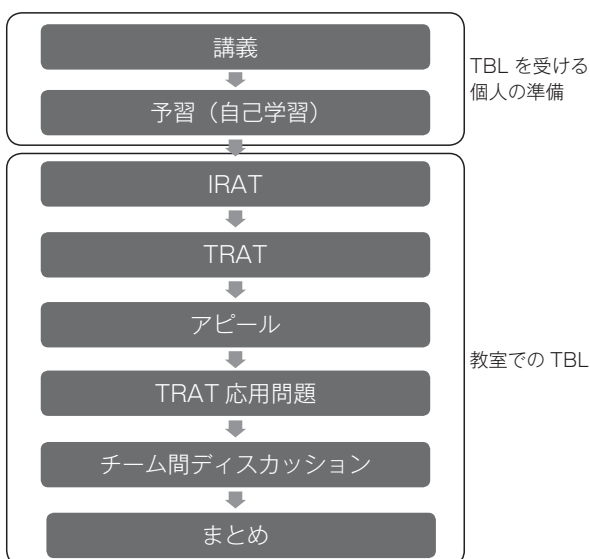 講義
予習（自己学習）
TBL を受ける
個人の準備
IRAT
TRAT
アピール
TRAT 応用問題
チーム間ディスカッション
まとめ
教室での TBL